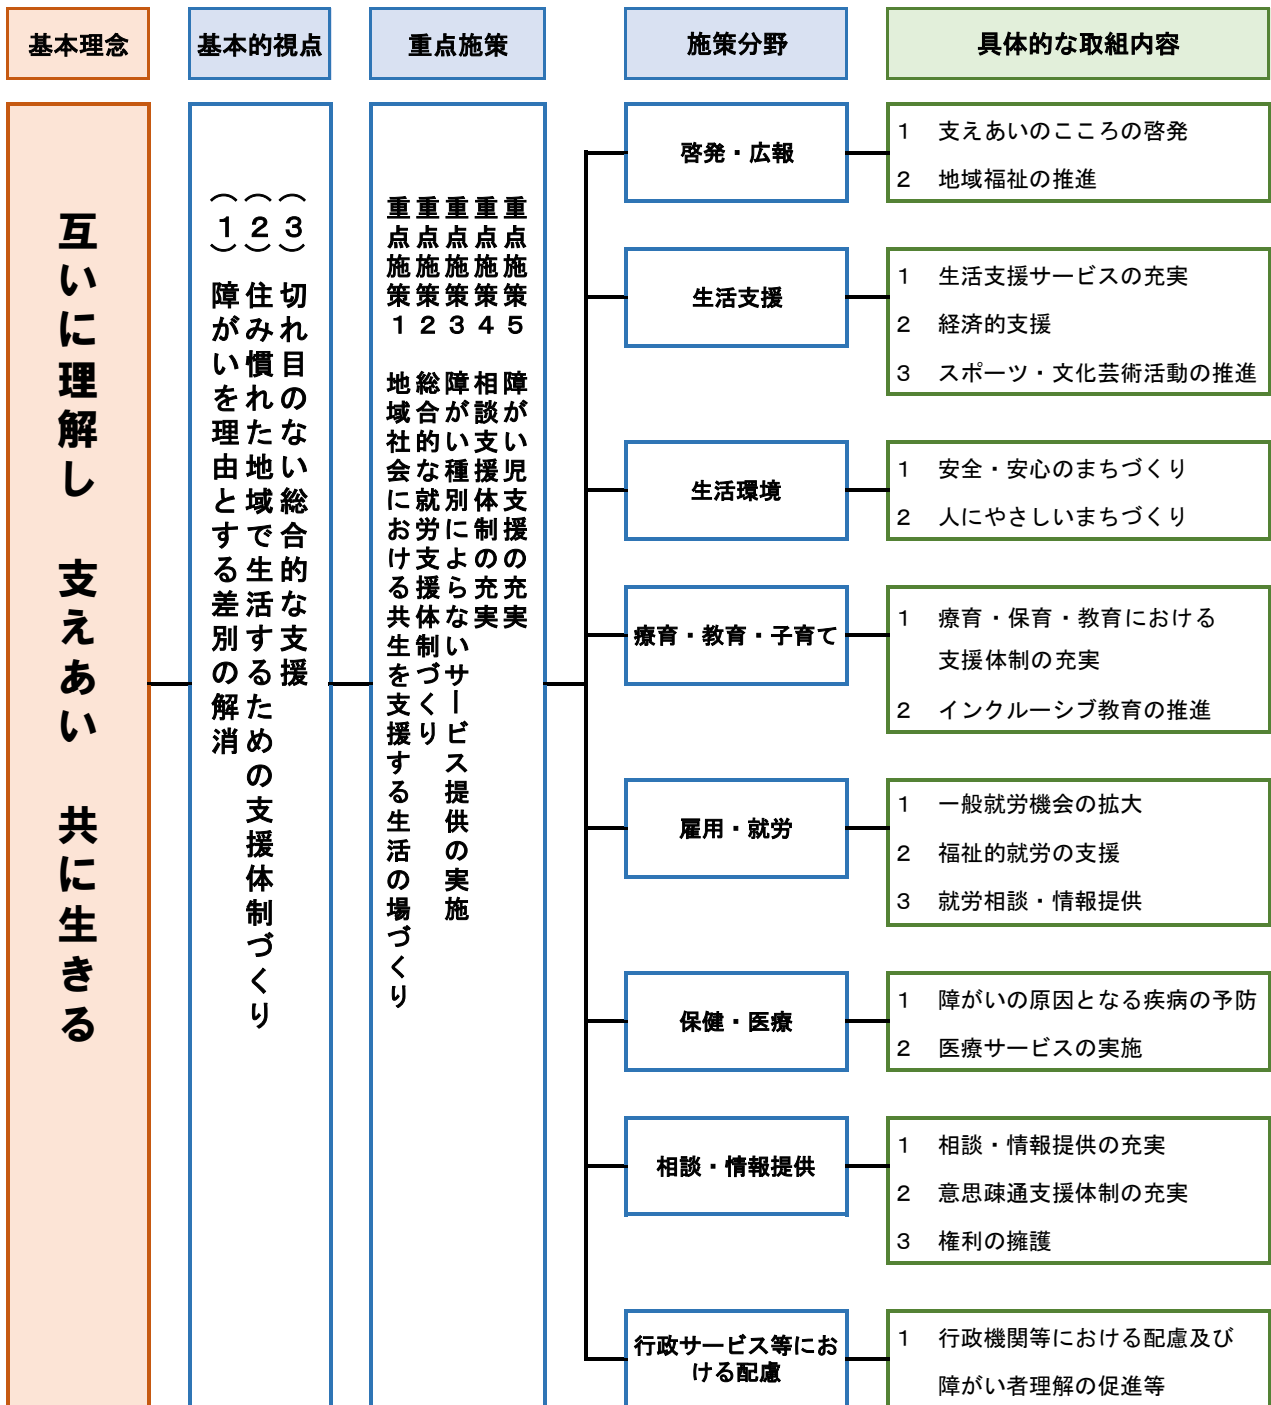 基本理念
基本的視点
重点施策
施策分野
具体的な取組内容
互いに理解し　支えあい　共に生きる
（３）切れ目のない総合的な支援
（２）住み慣れた地域で生活するための支援体制づくり
（１）障がいを理由とする差別の解消
重点施策５　障がい児支援の充実
重点施策４　相談支援体制の充実
重点施策３　障がい種別によらないサービス提供の実施
重点施策２　総合的な就労支援体制づくり
重点施策１　地域社会における共生を支援する生活の場づくり
啓発・広報
1　支えあいのこころの啓発
2　地域福祉の推進
生活支援
1　生活支援サービスの充実
2　経済的支援
3　スポーツ・文化芸術活動の推進
生活環境
1　安全・安心のまちづくり
2　人にやさしいまちづくり
療育・教育・子育て
1　療育・保育・教育における
支援体制の充実
2　インクルーシブ教育の推進
雇用・就労
1　一般就労機会の拡大
2　福祉的就労の支援
3　就労相談・情報提供
保健・医療
1　障がいの原因となる疾病の予防
2　医療サービスの実施
相談・情報提供
1　相談・情報提供の充実
2　意思疎通支援体制の充実
3　権利の擁護
行政サービス等にお
ける配慮
1　行政機関等における配慮及び
障がい者理解の促進等